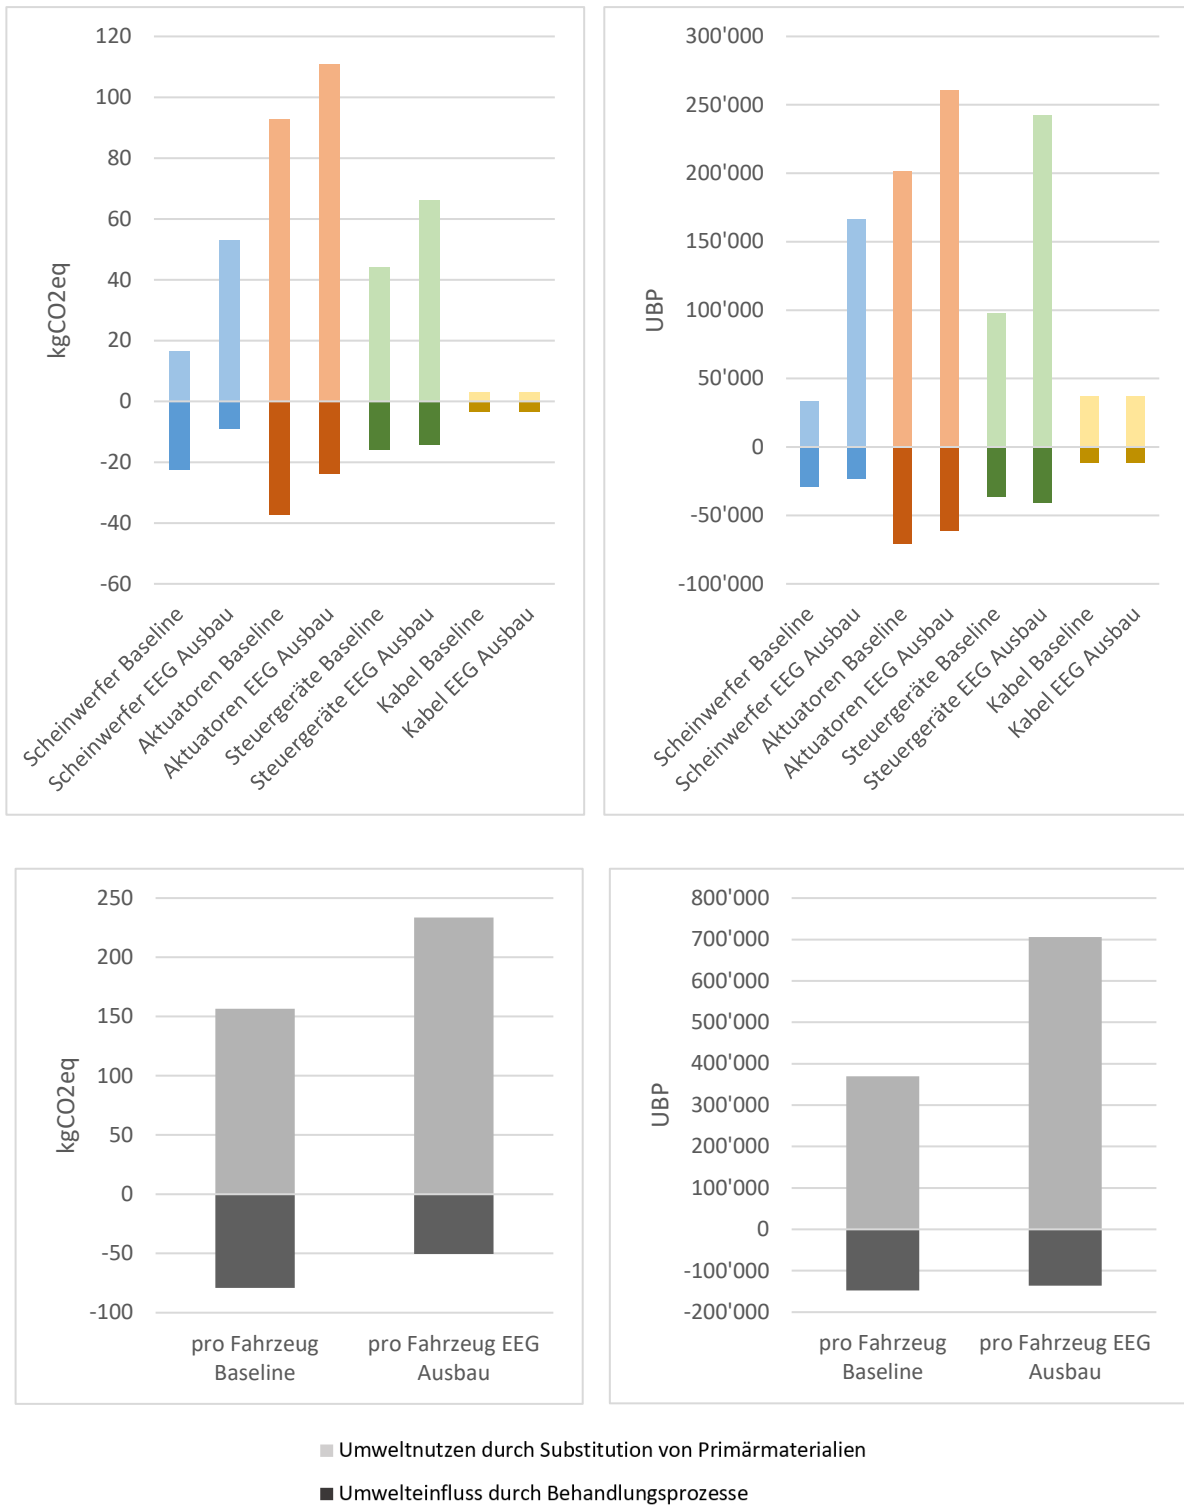 120
100
80
60
40
20
0
-20
-40
-60
kgCO2eq
Scheinwerfer Baseline
Scheinwerfer EEG Ausbau
Aktuatoren Baseline
Aktuatoren EEG Ausbau
Steuergeräte Baseline
Steuergeräte EEG Ausbau
Kabel Baseline
Kabel EEG Ausbau
300'000
250'000
200'000
150'000
100'000
50'000
0
-50'000
-100'000
UBP
Scheinwerfer Baseline
Scheinwerfer EEG Ausbau
Aktuatoren Baseline
Aktuatoren EEG Ausbau
Steuergeräte Baseline
Steuergeräte EEG Ausbau
Kabel Baseline
Kabel EEG Ausbau
250
200
150
100
50
0
-50
-100
kgCO2eq
pro Fahrzeug
Baseline
pro Fahrzeug EEG
Ausbau
800'000
700'000
600'000
500'000
400'000
300'000
200'000
100'000
0
-100'000
-200'000
UBP
pro Fahrzeug
Baseline
pro Fahrzeug EEG
Ausbau
Umweltnutzen durch Substitution von Primärmaterialien
Umwelteinfluss durch Behandlungsprozesse